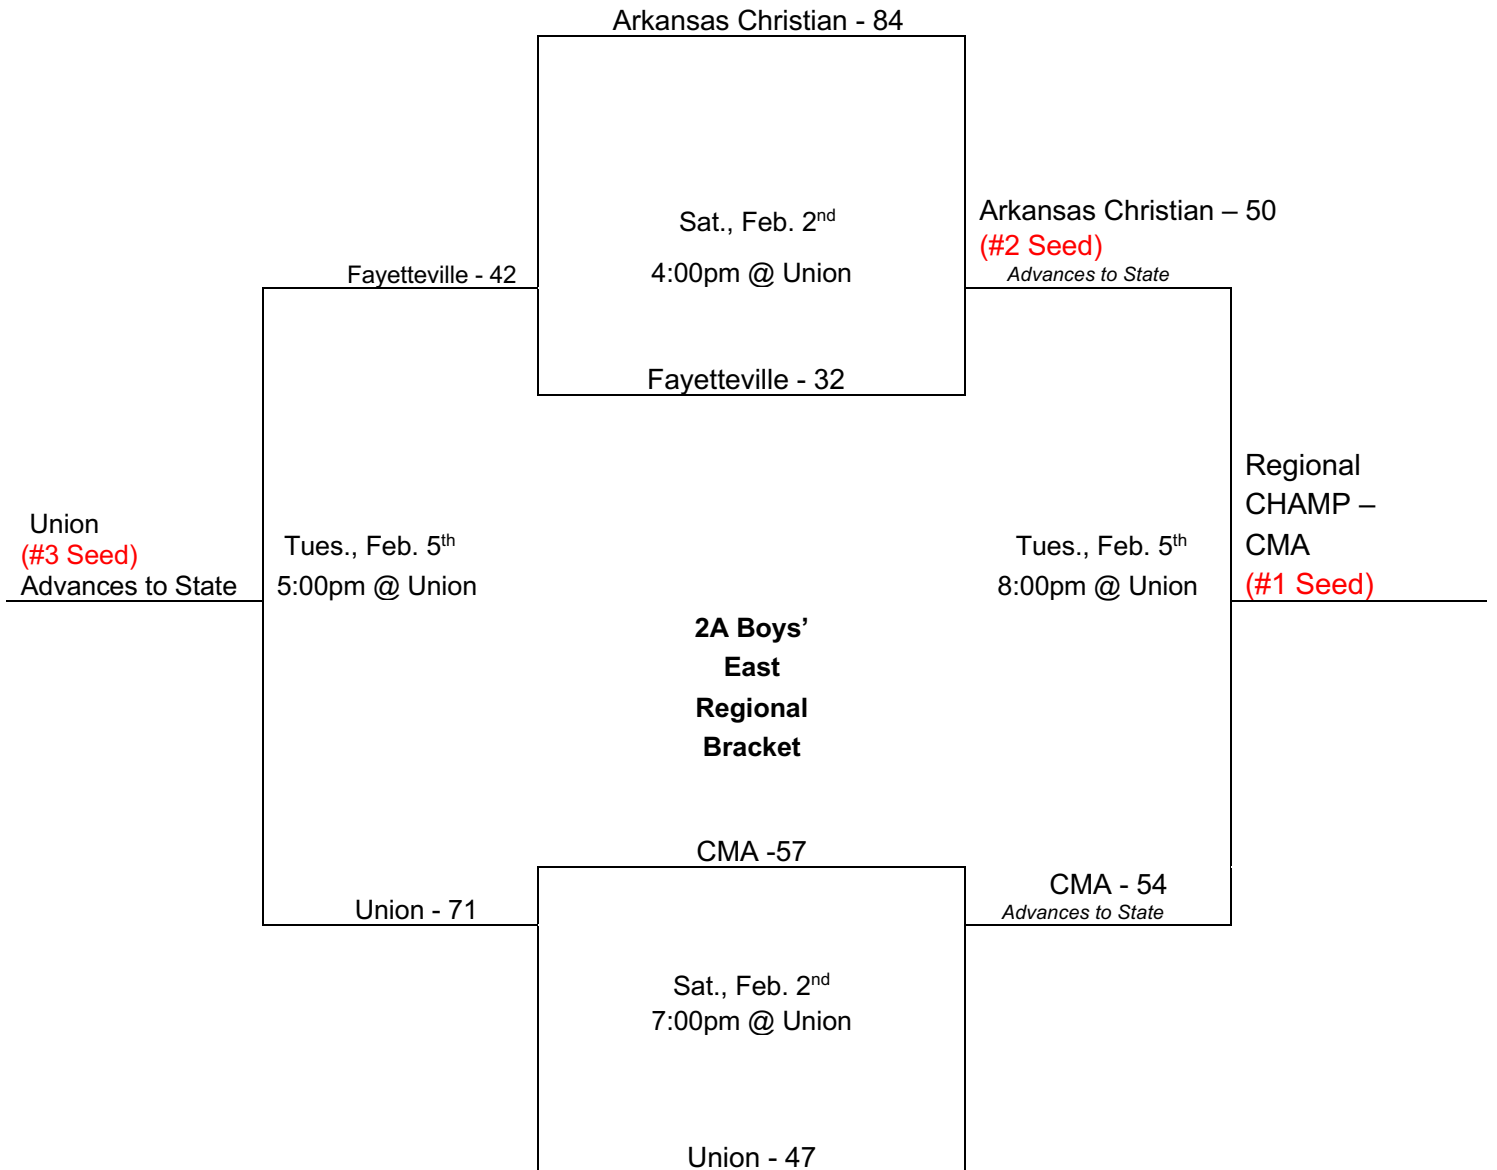 Arkansas Christian - 84
Sat., Feb. 2nd
4:00pm @ Union
Arkansas Christian – 50
(#2 Seed)
Advances to State
Fayetteville - 42
Fayetteville - 32
Union
(#3 Seed)
Advances to State
Tues., Feb. 5th
5:00pm @ Union
Tues., Feb. 5th
8:00pm @ Union
Regional
CHAMP –
CMA
(#1 Seed)
2A Boys’
East
Regional
Bracket
CMA -57
Union - 71
CMA - 54
Advances to State
Sat., Feb. 2nd
7:00pm @ Union
Union - 47